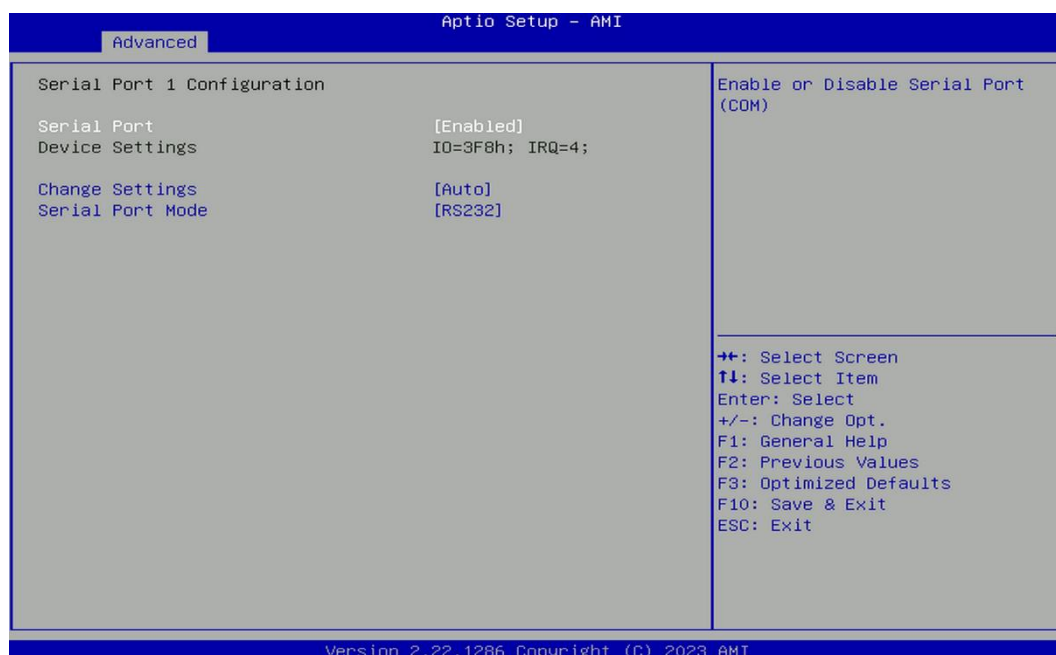 Aptio Setup – AMI
Advanced
Serial Port 1 Configuration
Serial Port [Enabled]
Device Settings IO=3F8h; IRQ=4;
Change Settings [Auto]
Serial Port Mode [RS232]
Enable or Disable Serial Port
(COM)
→←: Select Screen
↑↓: Select Item
Enter: Select
+/-: Change Opt.
F1: General Help
F2: Previous Values
F3: Optimized Defaults
F10: Save & Exit
ESC: Exit
Version 2.22.1286 Copyright (C) 2023 AMI